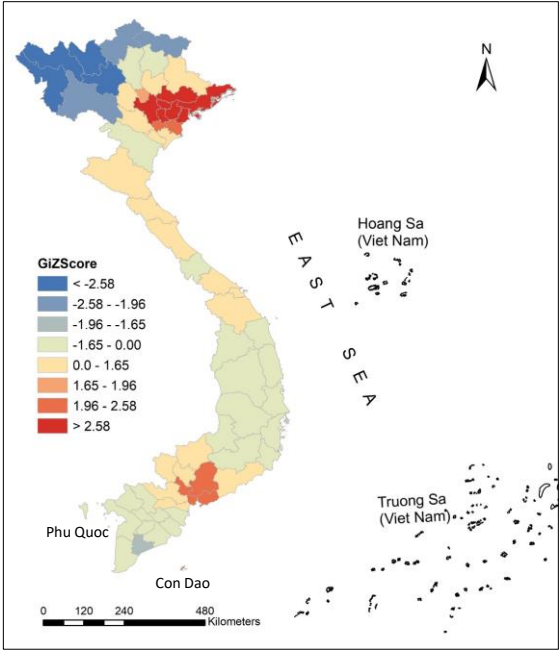 N
Hoang Sa
(Viet Nam)
EAST SEA
GiZScore
< -2.58
-2.58 - -1.96
-1.96 - -1.65
-1.65 - 0.00
0.0 - 1.65
1.65 - 1.96
1.96 - 2.58
> 2.58
Truong Sa
(Viet Nam)
Phu Quoc
Con Dao
0 120 240 480
Kilometers